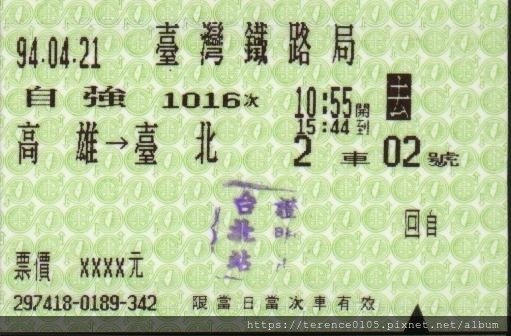 94.04.21 臺灣鐵路局
自強 1016次 10:55開 去
15:44到
高雄→臺北 2車02號
台北站 證
回自
票價 XXXX元
297418-0189-342 限當日當次車有效
https://terence0105.pixnet.net/album